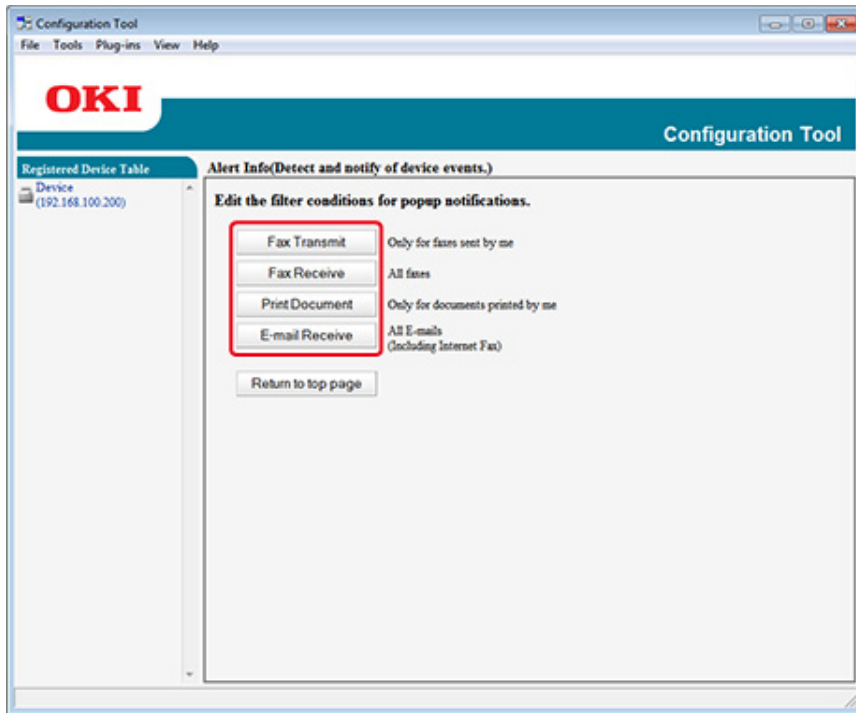 Configuration Tool
File Tools Plug-ins View Help
OKI
Configuration Tool
Registered Device Table
Device
(192.168.100.200)
Alert Info(Detect and notify of device events.)
Edit the filter conditions for popup notifications.
Fax Transmit Only for faxes sent by me
Fax Receive All faxes
Print Document Only for documents printed by me
E-mail Receive All E-mails
(Including Internet Fax)
Return to top page